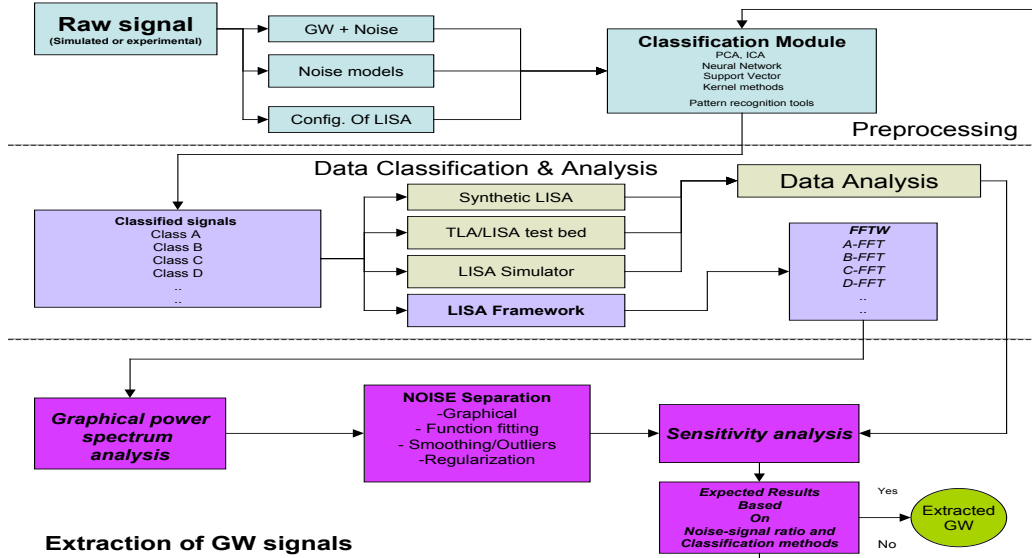 Raw signal
(Simulated or experimental)
GW + Noise
Noise models
Config. Of LISA
Classification Module
PCA, ICA
Neural Network
Support Vector
Kernel methods
Pattern recognition tools
Preprocessing
Data Classification & Analysis
Classified signals
Class A
Class B
Class C
Class D
..
..
Synthetic LISA
TLA/LISA test bed
LISA Simulator
LISA Framework
Data Analysis
FFTW
A-FFT
B-FFT
C-FFT
D-FFT
..
..
Graphical power
spectrum
analysis
NOISE Separation
-Graphical
- Function fitting
- Smoothing/Outliers
-Regularization
Sensitivity analysis
Expected Results
Based
On
Noise-signal ratio and
Classification methods
Yes
No
Extracted
GW
Extraction of GW signals